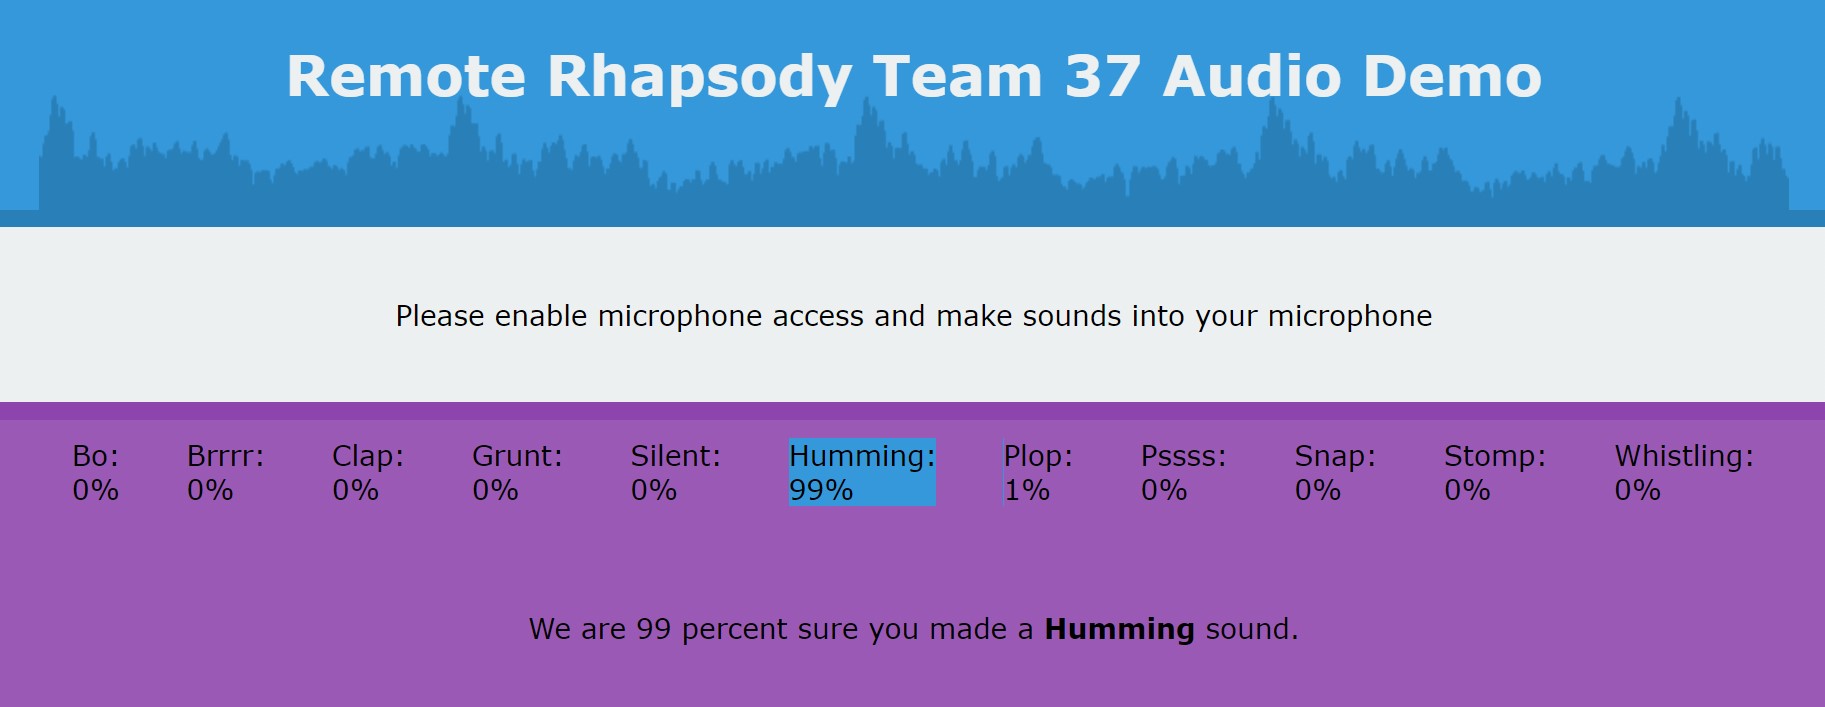 Remote Rhapsody Team 37 Audio Demo
Please enable microphone access and make sounds into your microphone
Bo: Brrrr: Clap: Grunt: Silent: Humming: Plop: Pssss: Snap: Stomp: Whistling:
0% 0% 0% 0% 0% 99% 1% 0% 0% 0% 0%
We are 99 percent sure you made a Humming sound.